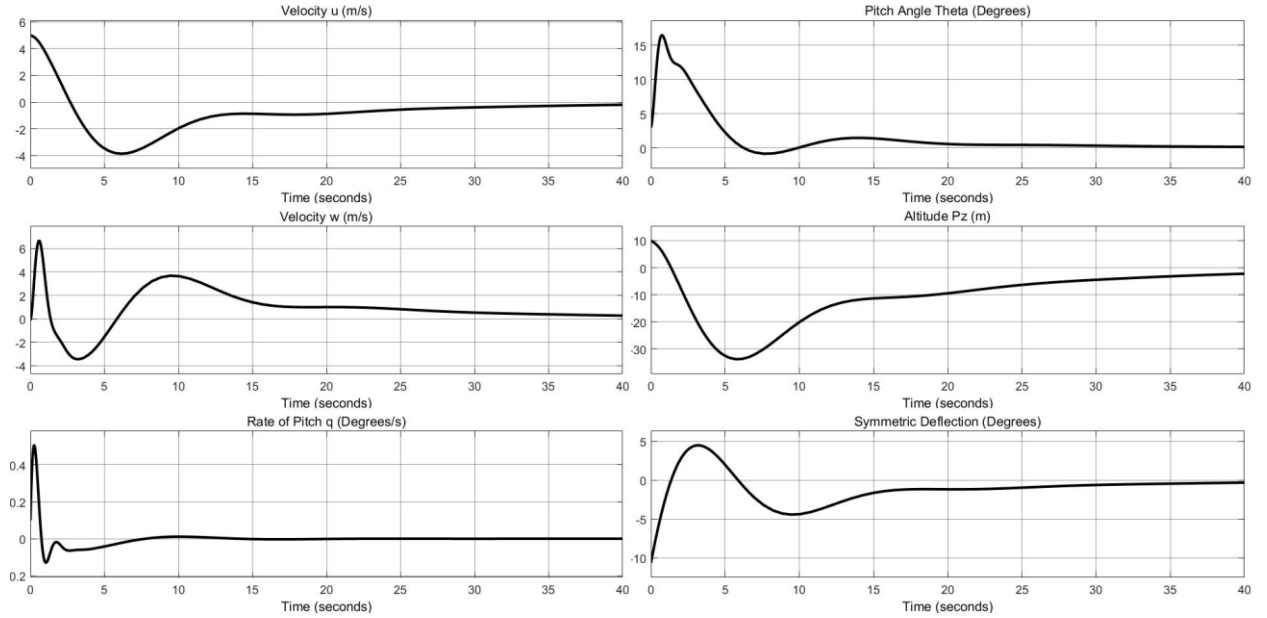 Velocity u (m/s)
6
4
2
0
-2
-4
0 5 10 15 20 25 30 35 40
Time (seconds)
Pitch Angle Theta (Degrees)
15
10
5
0
0 5 10 15 20 25 30 35 40
Time (seconds)
Velocity w (m/s)
6
4
2
0
-2
-4
0 5 10 15 20 25 30 35 40
Time (seconds)
Altitude Pz (m)
10
0
-10
-20
-30
0 5 10 15 20 25 30 35 40
Time (seconds)
Rate of Pitch q (Degrees/s)
0.4
0.2
0
0.2
0 5 10 15 20 25 30 35 40
Time (seconds)
Symmetric Deflection (Degrees)
5
0
-5
-10
0 5 10 15 20 25 30 35 40
Time (seconds)